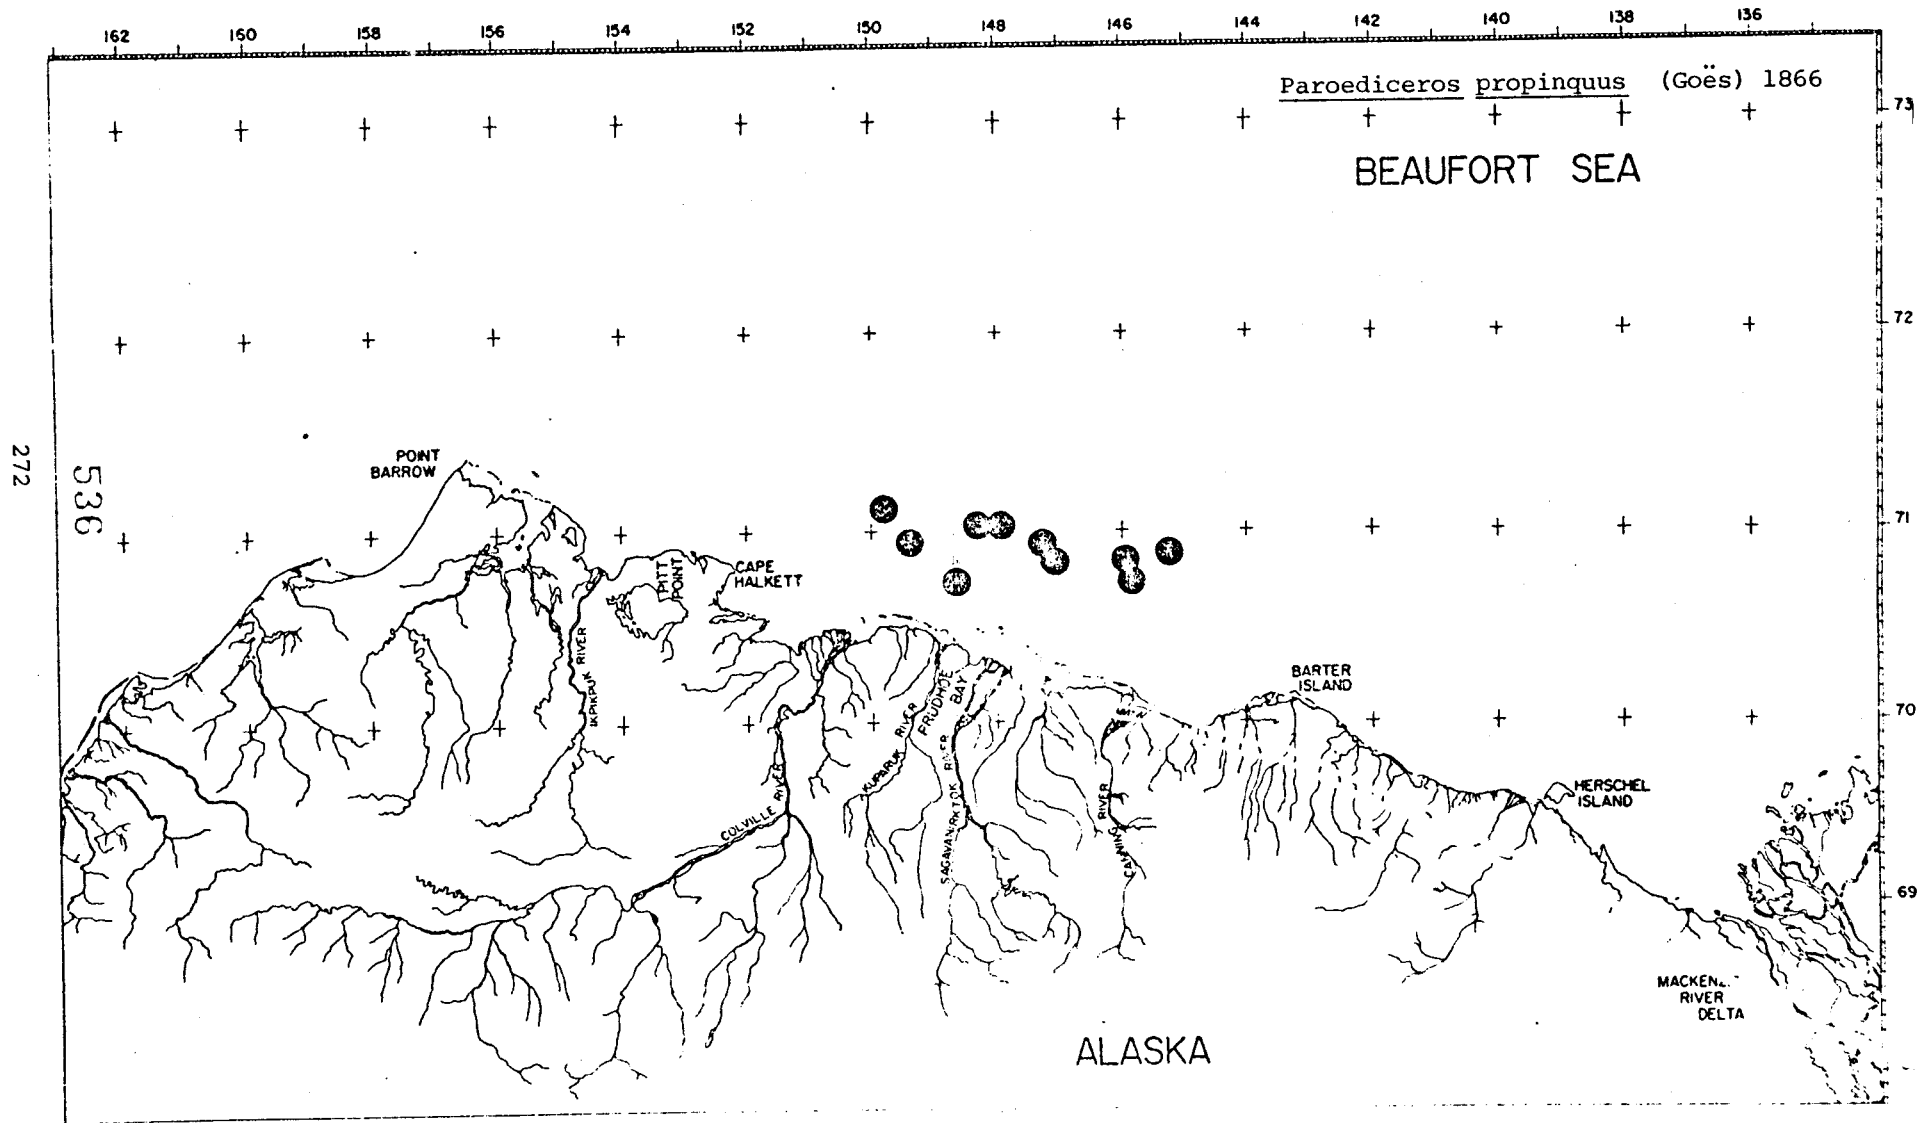 162 160 158 156 154 152 150 148 146 144 142 140 138 136
Paroediceros propinquus (Goës) 1866
73
BEAUFORT SEA
72
272
536
POINT
BARROW
71
PITT
POINT
CAPE
HALKETT
IKPIKPUK RIVER
BARTER
ISLAND
PRUDHOE
BAY
70
KUPARUK RIVER
SAGAVANIRKTOK RIVER
CANNING RIVER
COLVILLE RIVER
HERSCHEL
ISLAND
69
RIVER
DELTA
ALASKA